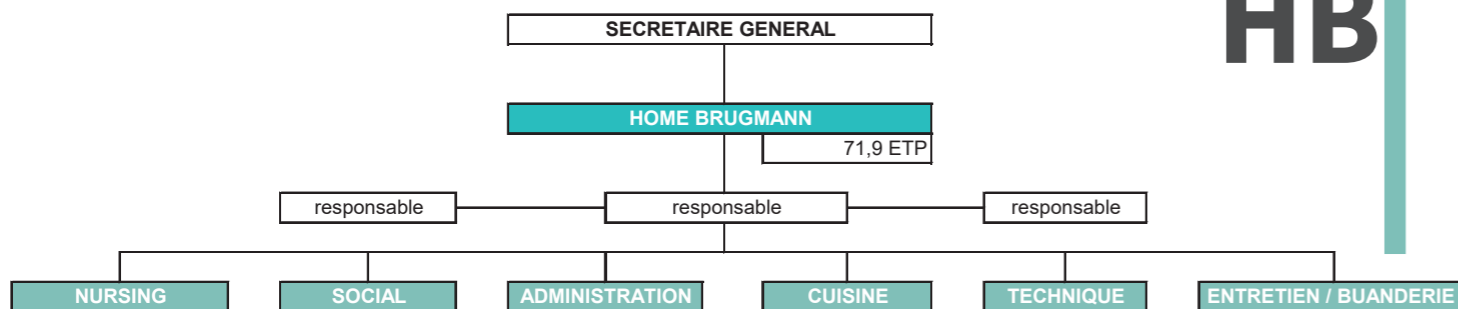 HB
SECRETAIRE GENERAL
HOME BRUGMANN
71,9 ETP
responsable responsable responsable
NURSING SOCIAL ADMINISTRATION CUISINE TECHNIQUE ENTRETIEN / BUANDERIE